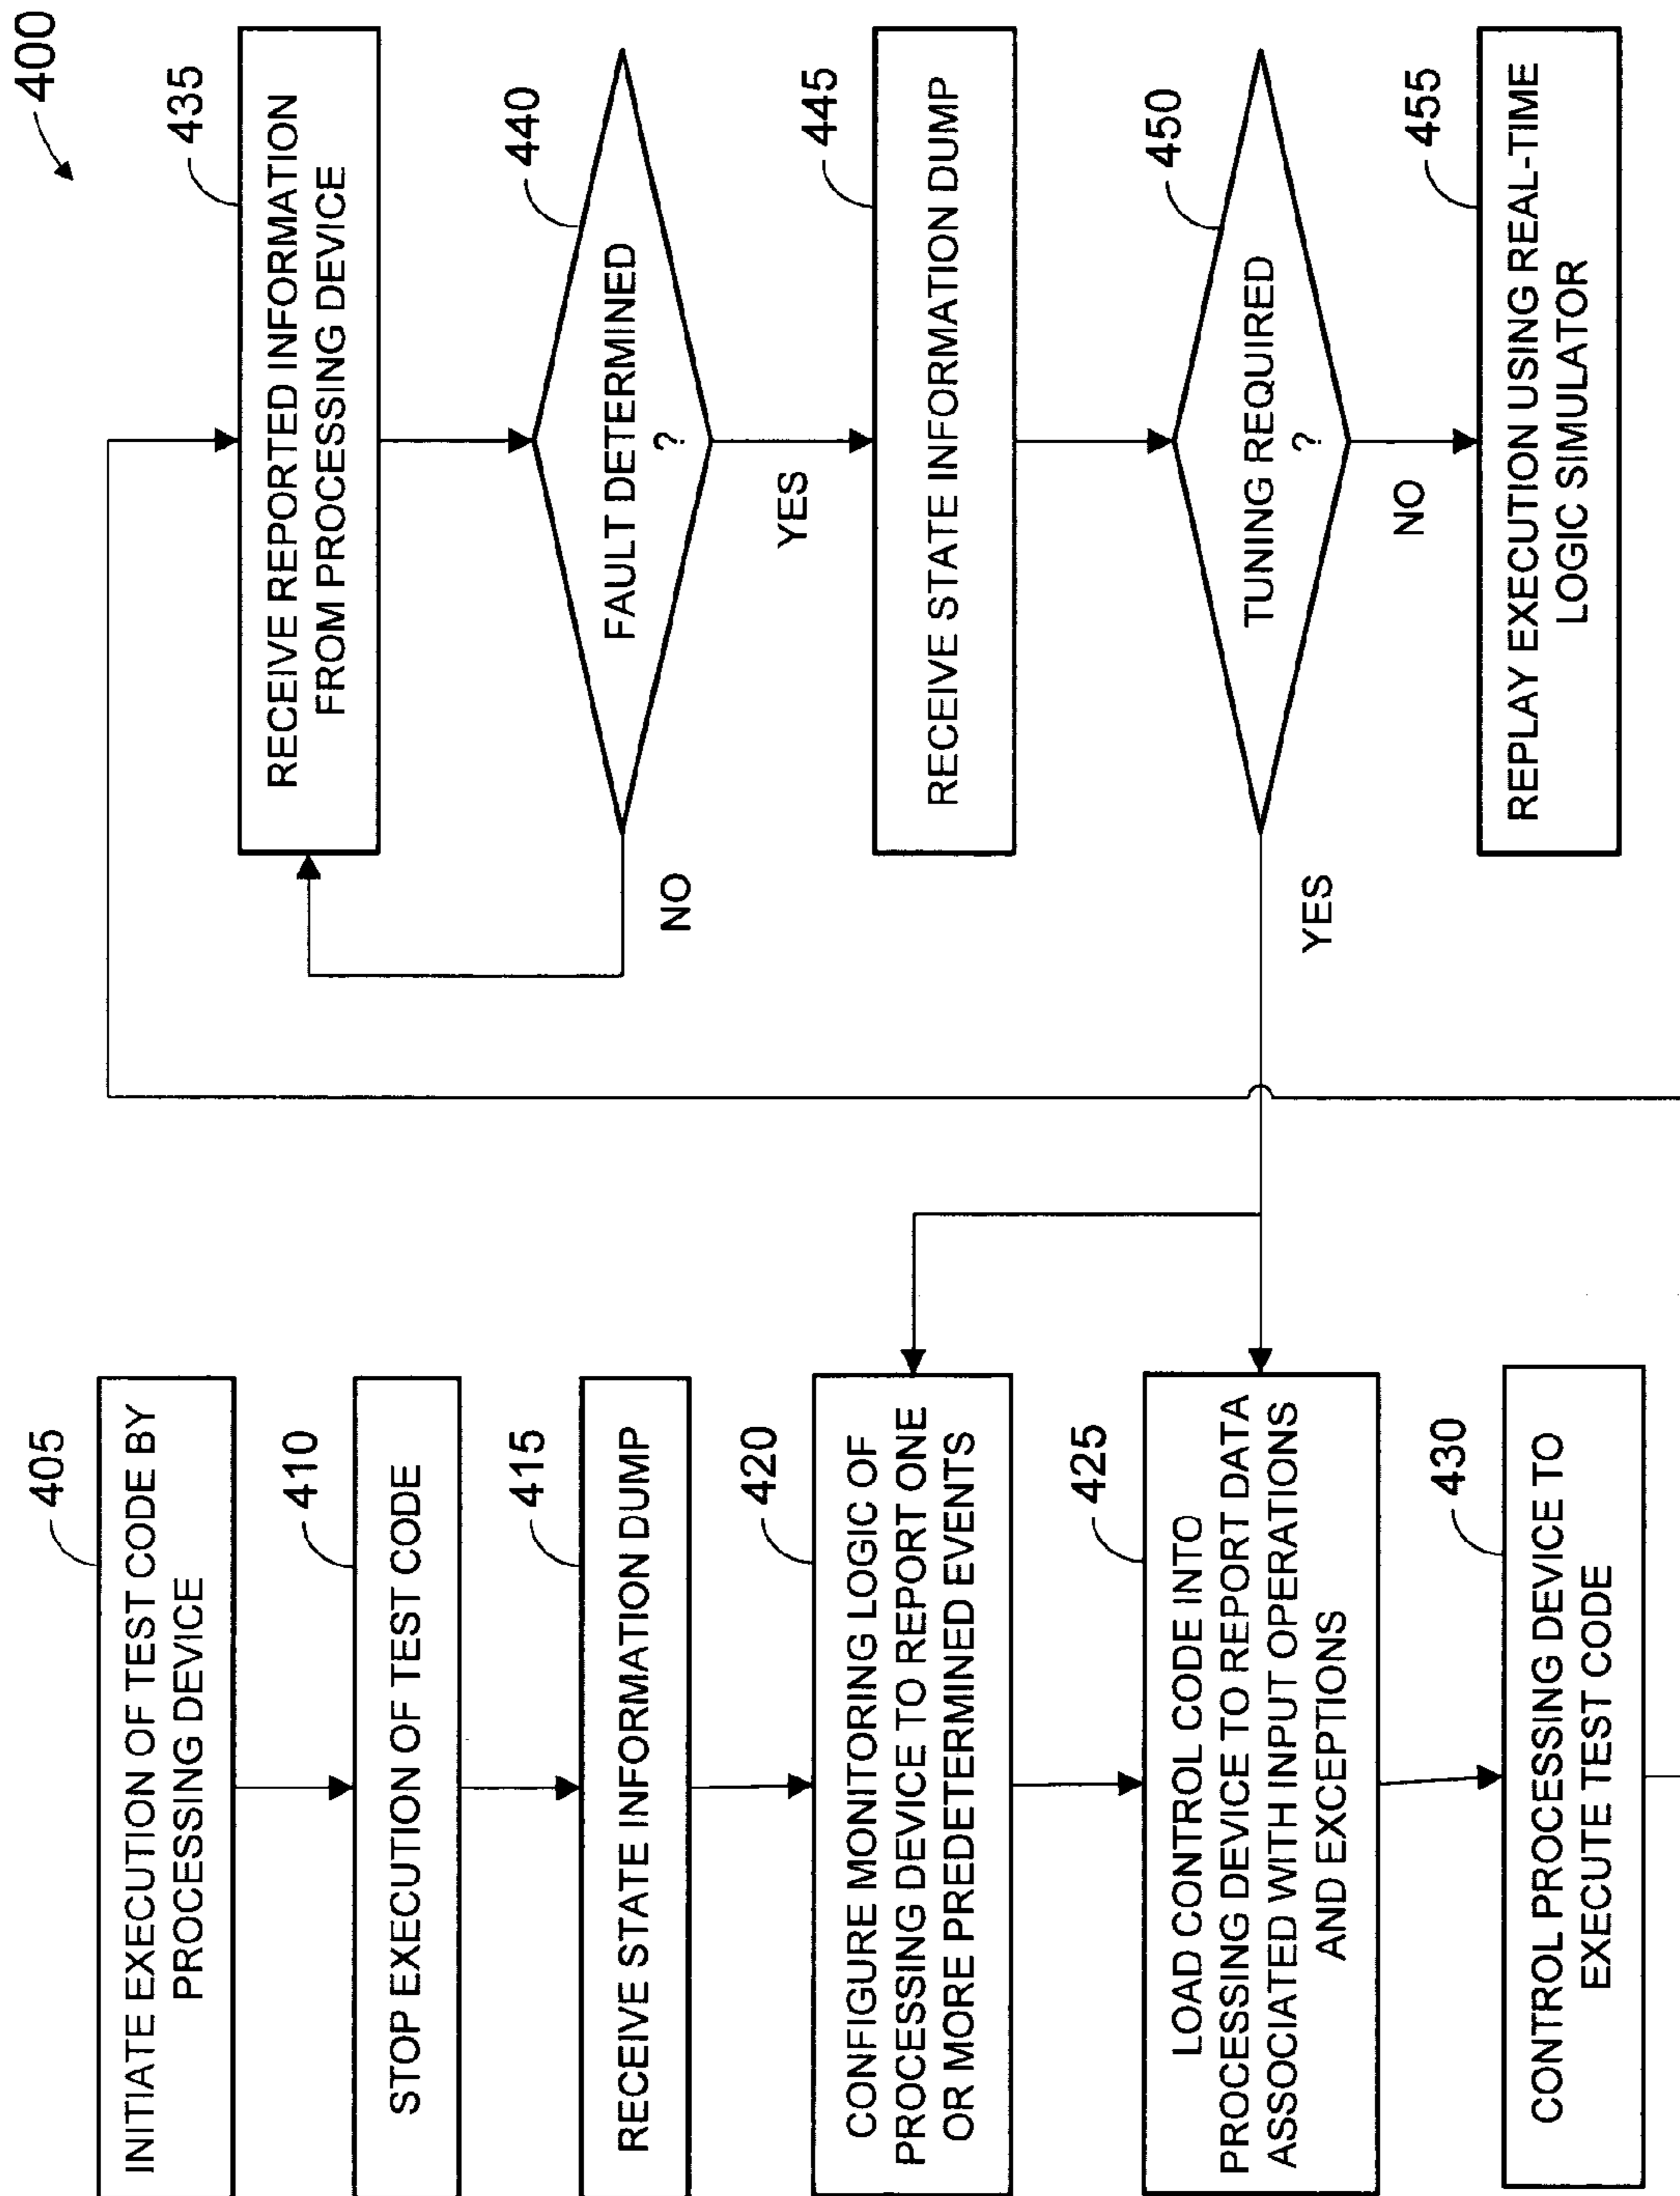 400
405
INITIATE EXECUTION OF TEST CODE BY
PROCESSING DEVICE
410
STOP EXECUTION OF TEST CODE
415
RECEIVE STATE INFORMATION DUMP
420
CONFIGURE MONITORING LOGIC OF
PROCESSING DEVICE TO REPORT ONE
OR MORE PREDETERMINED EVENTS
425
LOAD CONTROL CODE INTO
PROCESSING DEVICE TO REPORT DATA
ASSOCIATED WITH INPUT OPERATIONS
AND EXCEPTIONS
430
CONTROL PROCESSING DEVICE TO
EXECUTE TEST CODE
435
RECEIVE REPORTED INFORMATION
FROM PROCESSING DEVICE
440
FAULT DETERMINED
?
NO
YES
445
RECEIVE STATE INFORMATION DUMP
450
TUNING REQUIRED
?
YES
NO
455
REPLAY EXECUTION USING REAL-TIME
LOGIC SIMULATOR